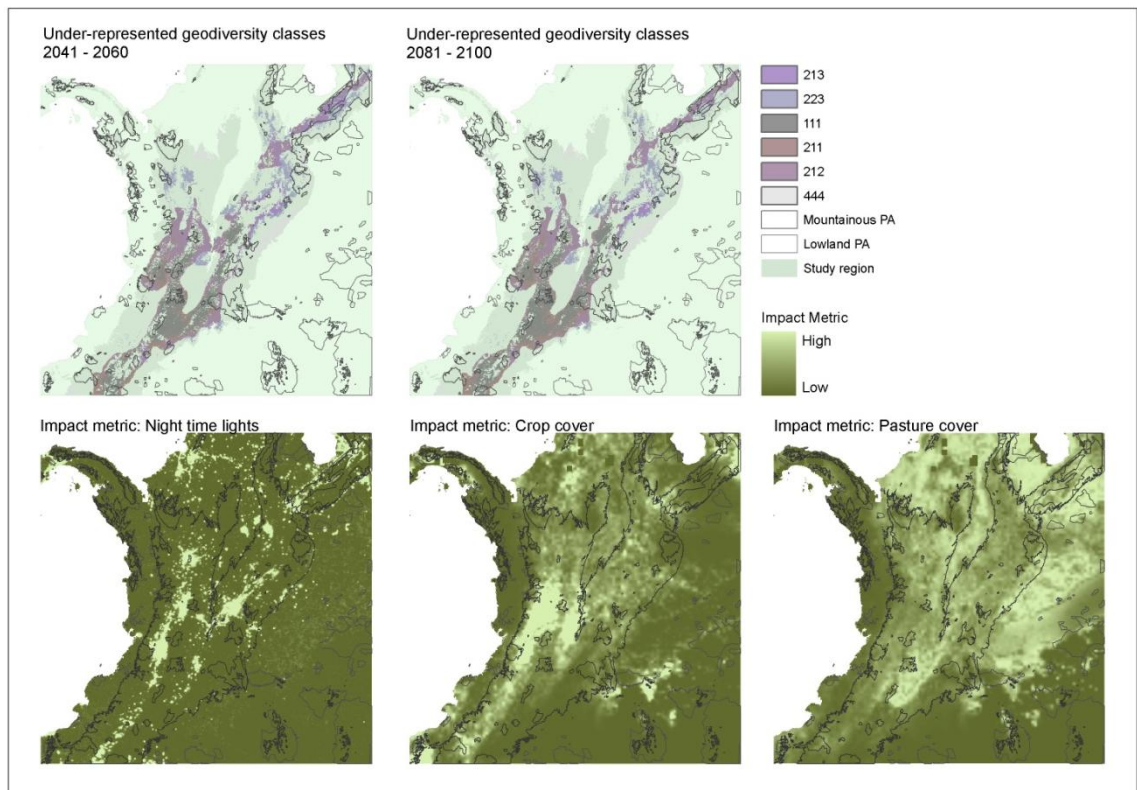 Under-represented geodiversity classes
2041 - 2060
Under-represented geodiversity classes
2081 - 2100
213
223
111
211
212
444
Mountainous PA
Lowland PA
Study region
Impact Metric
High
Low
Impact metric: Night time lights
Impact metric: Crop cover
Impact metric: Pasture cover